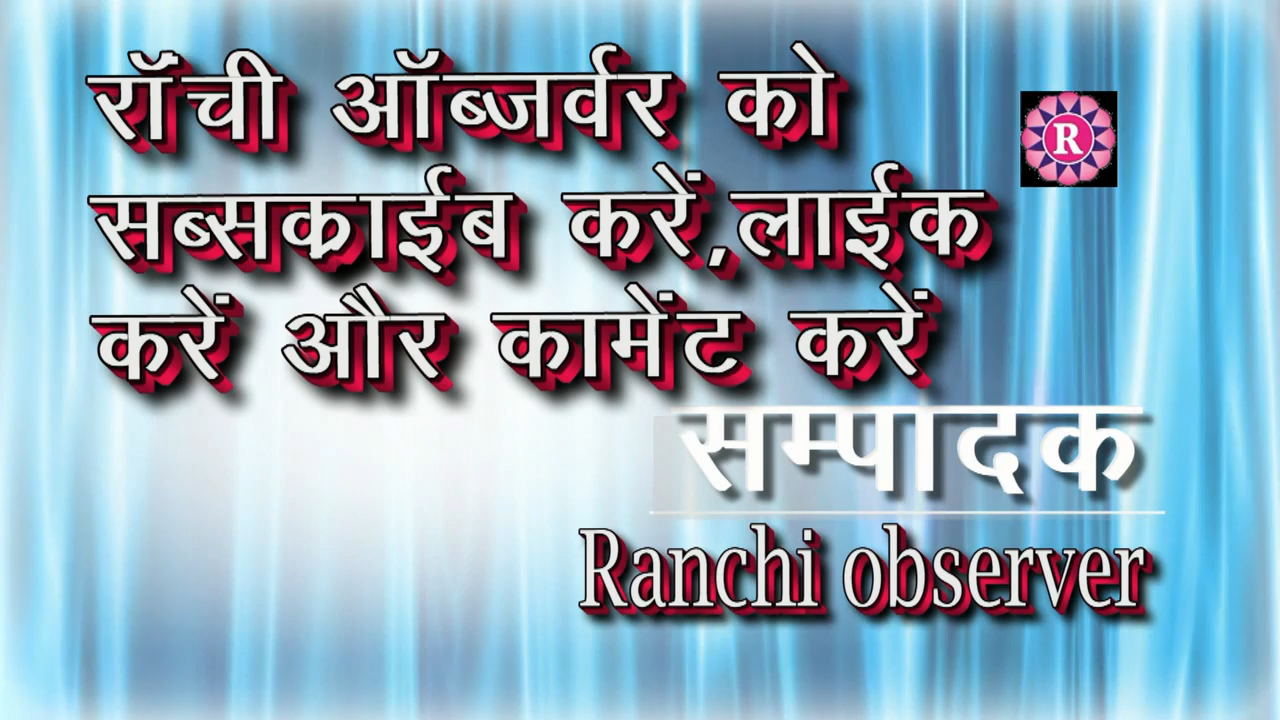 राॅंची ऑब्जर्वर को
R
सब्सक्राईब करें,लाईक
करें और कामेंट करें
सम्पादक
Ranchi observer